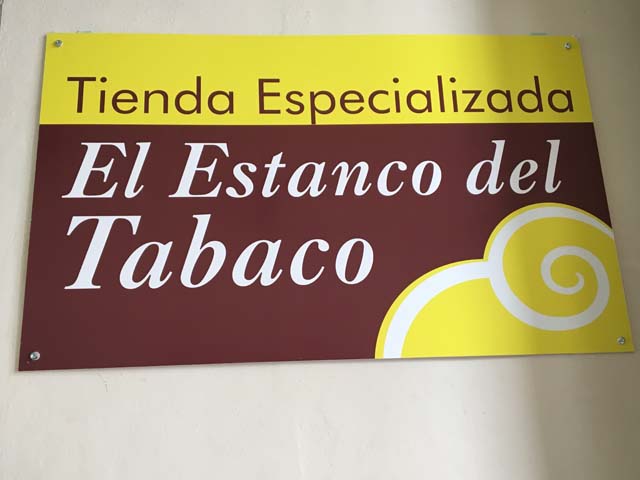 Tienda Especializada
El Estanco del
Tabaco